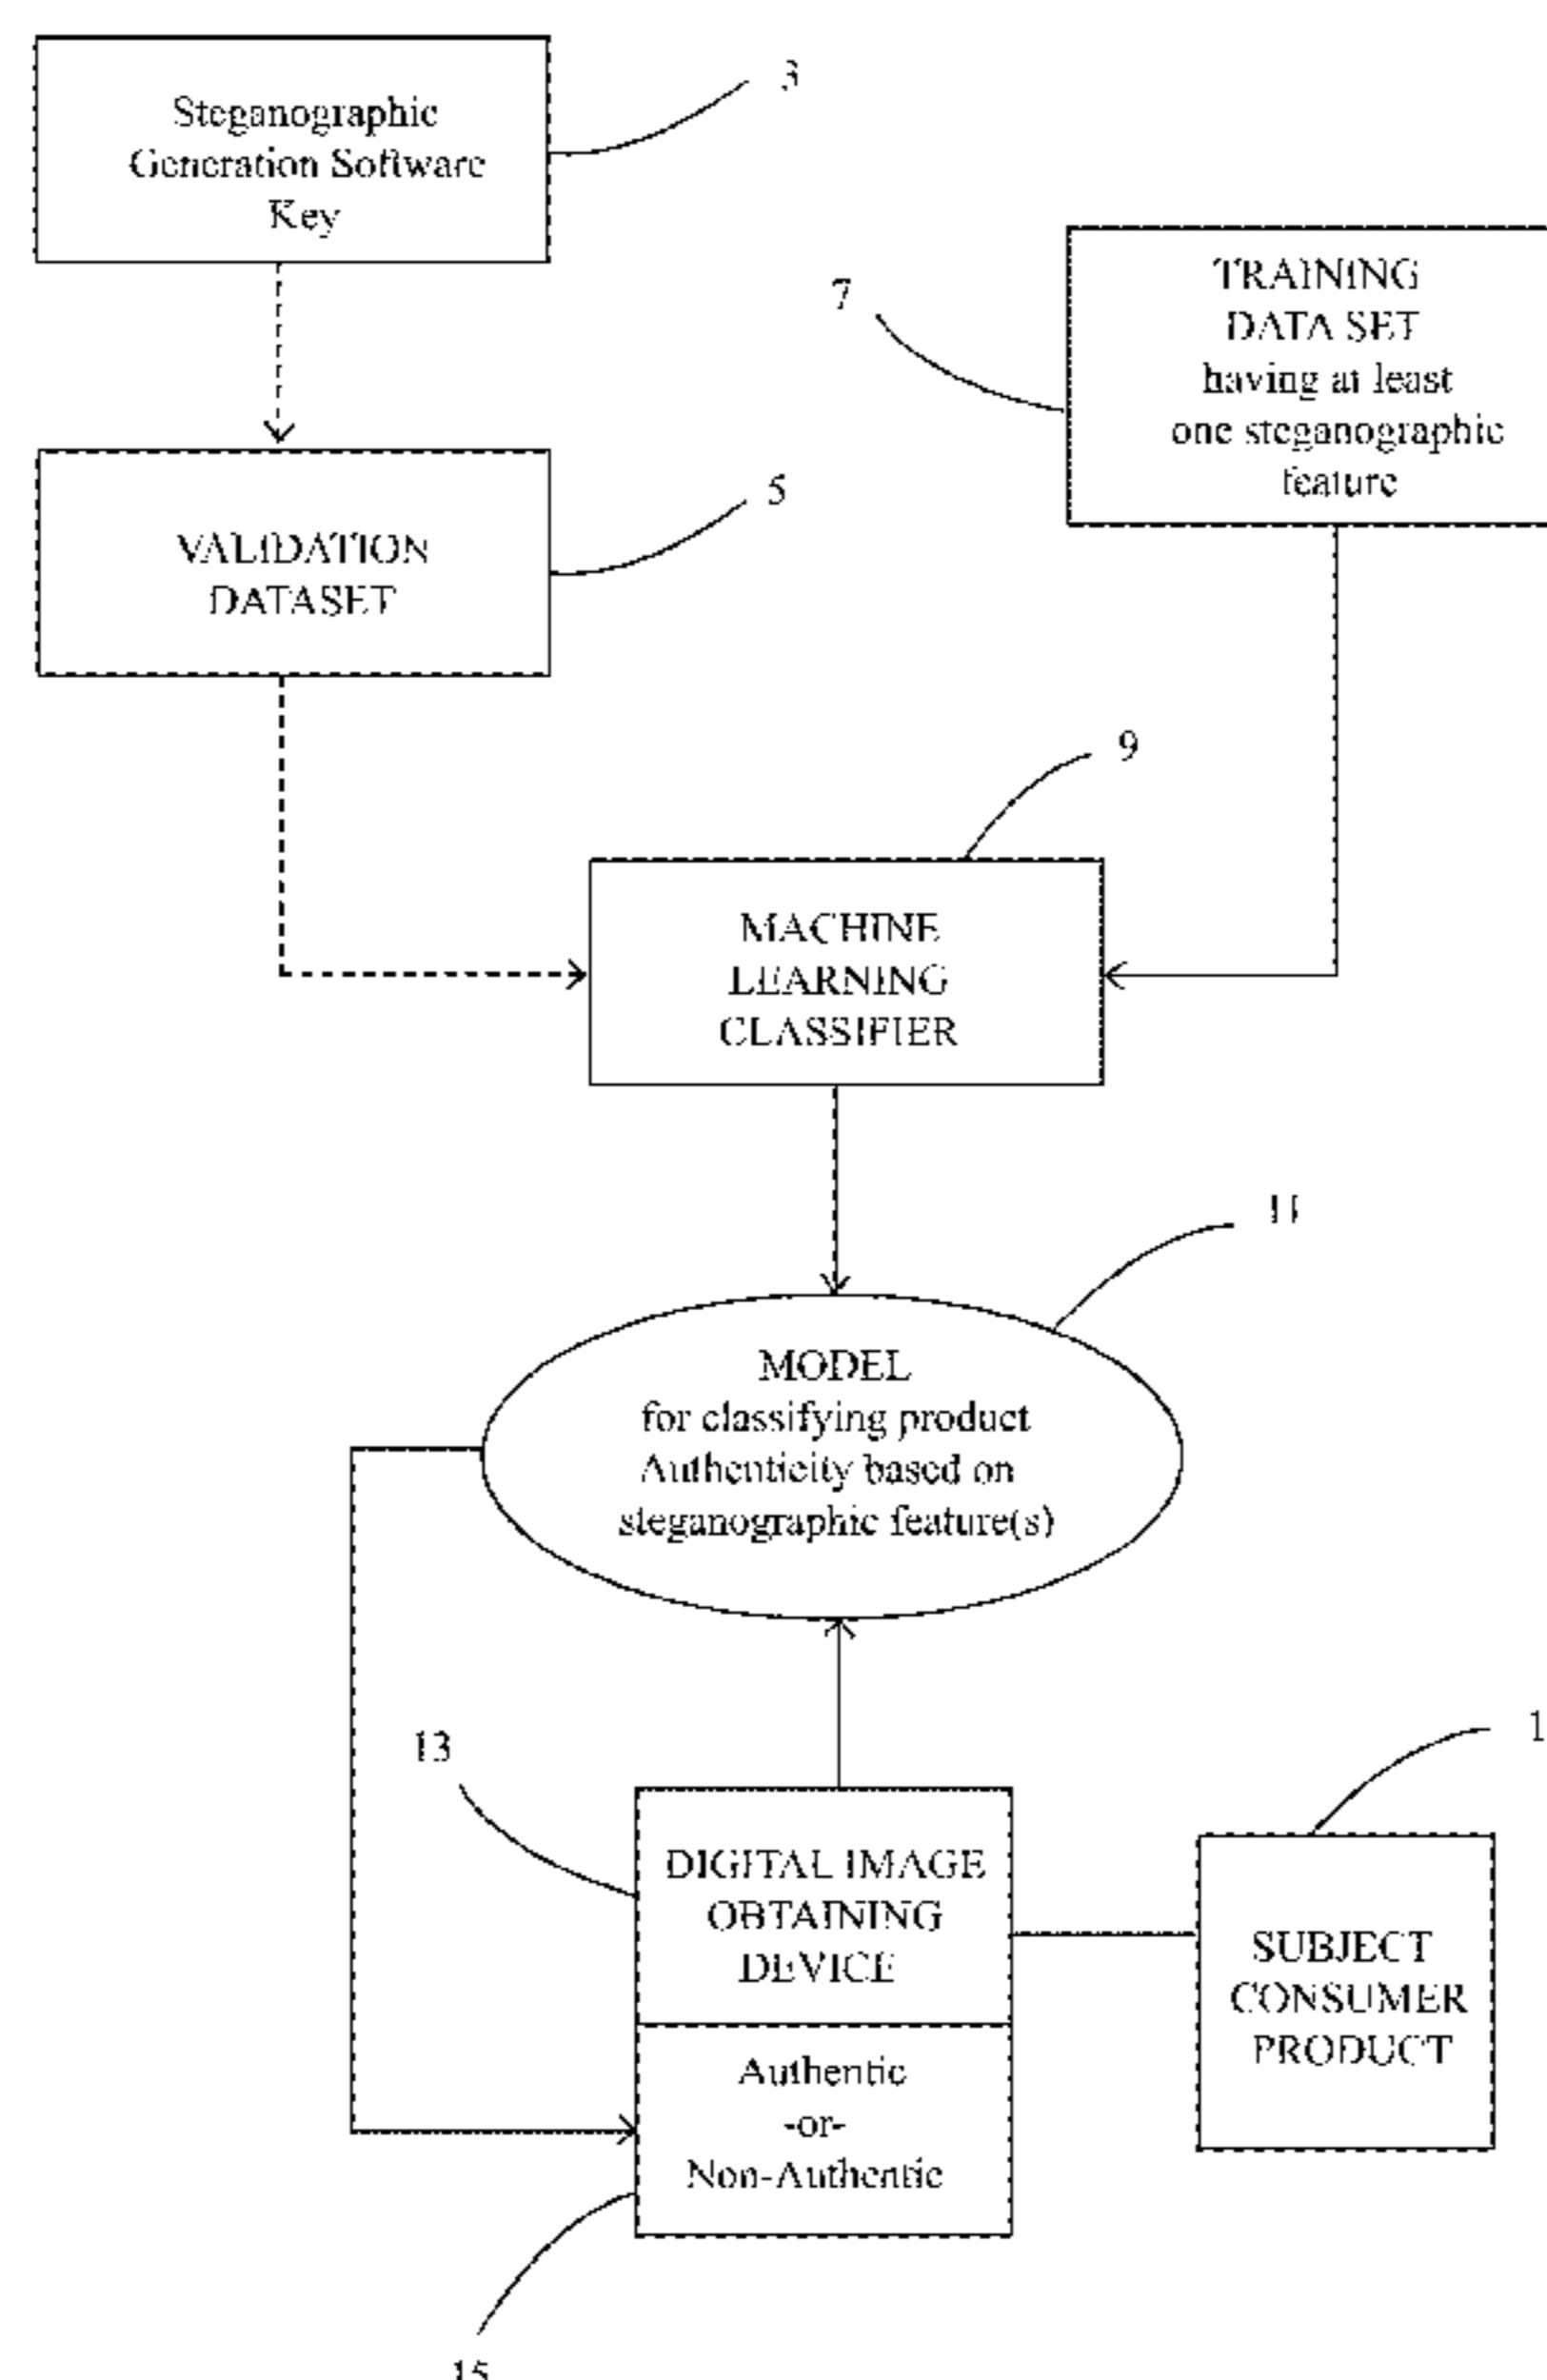 3
Steganographic
Generation Software
Key
7
TRAINING
DATA SET
having at least
one steganographic
feature
5
VALIDATION
DATASET
9
MACHINE
LEARNING
CLASSIFIER
11
MODEL
for classifying product
Authenticity based on
steganographic feature(s)
13
1
DIGITAL IMAGE
OBTAINING
DEVICE
SUBJECT
CONSUMER
PRODUCT
Authentic
-or-
Non-Authentic
15